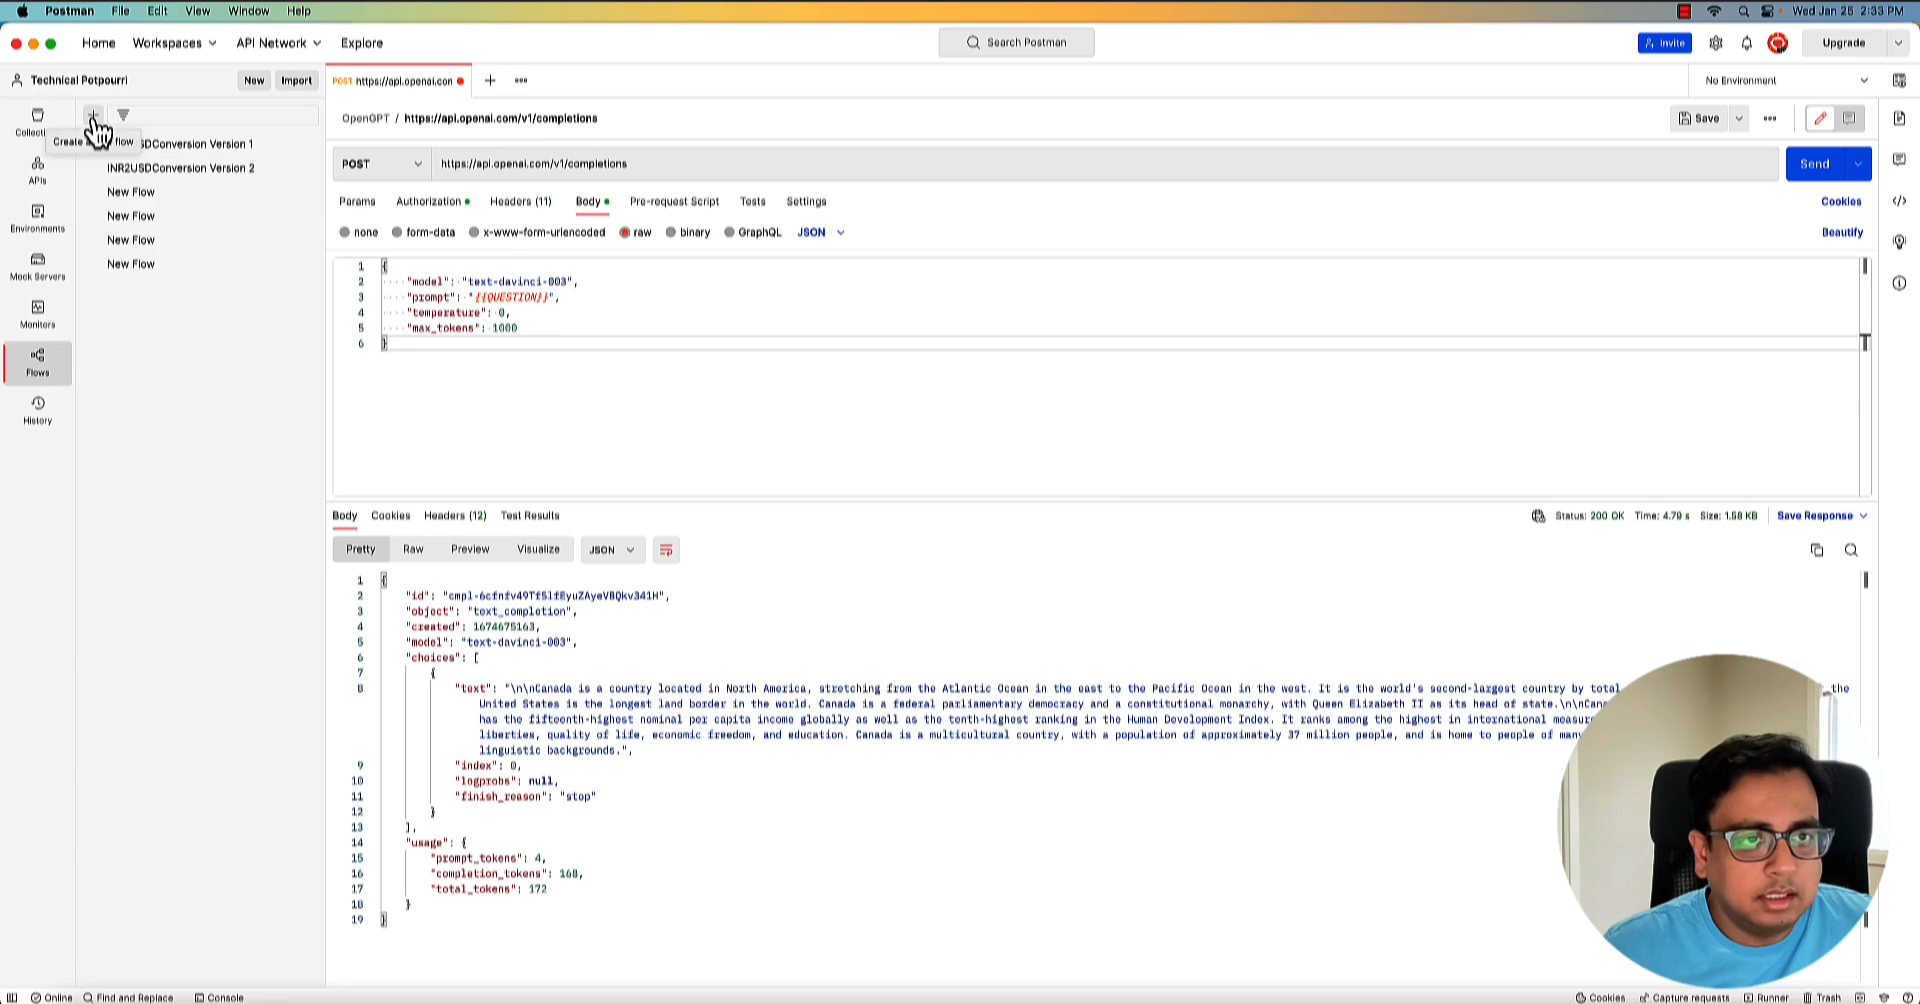 Postman File Edit View Window Help Wed Jan 25 2:33 PM
Home Workspaces API Network Explore Search Postman Invite Upgrade
Technical Potpourri New Import POST https://api.openai.con No Environment
OpenGPT / https://api.openai.com/v1/completions Save
Collecti
Create a flow
SDConversion Version 1
INR2USDConversion Version 2
New Flow
New Flow
New Flow
New Flow
APIs
Environments
Mock Servers
Monitors
Flows
History
POST https://api.openai.com/v1/completions Send
Params Authorization Headers (11) Body Pre-request Script Tests Settings Cookies
none form-data x-www-form-urlencoded raw binary GraphQL JSON Beautify
1 {
2 "model": "text-davinci-003",
3 "prompt": "{{QUESTION}}",
4 "temperature": 0,
5 "max_tokens": 1000
6 }
Body Cookies Headers (12) Test Results Status: 200 OK Time: 4.79 s Size: 1.58 KB Save Response
Pretty Raw Preview Visualize JSON
1 {
2 "id":
3 "object": "text_completion",
4 "created": 1674675163,
5 "model": "text-davinci-003",
6 "choices": [
7 {
8 "text": "\n\nCanada is a country located in North America, stretching from the Atlantic Ocean in the east to the Pacific Ocean in the west. It is the world's second-largest country by total the
United States is the longest land border in the world. Canada is a federal parliamentary democracy and a constitutional monarchy, with Queen Elizabeth II as its head of state.\n\nCan
has the fifteenth-highest nominal per capita income globally as well as the tenth-highest ranking in the Human Development Index. It ranks among the highest in international measur
liberties, quality of life, economic freedom, and education. Canada is a multicultural country, with a population of approximately 37 million people, and is home to people of many
linguistic backgrounds.",
9 "index": 0,
10 "logprobs": null,
11 "finish_reason": "stop"
12 }
13 ],
14 "usage": {
15 "prompt_tokens": 4,
16 "completion_tokens": 168,
17 "total_tokens": 172
18 }
19 }
Online Find and Replace Console Cookies Capture requests Runner Trash